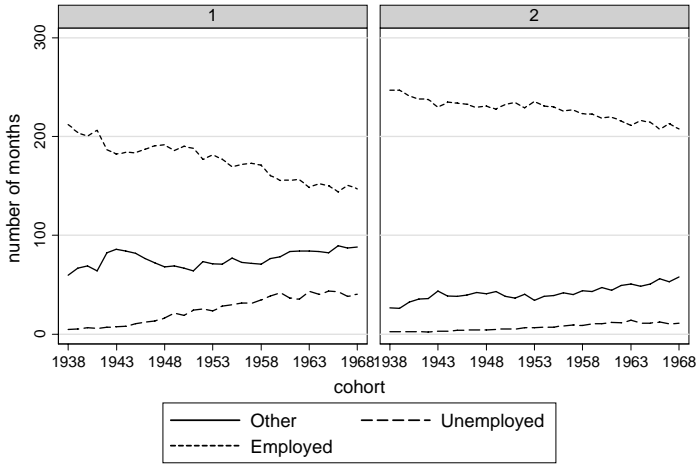 1 2
number of months
300
200
100
0
1938 1943 1948 1953 1958 1963 1968 1938 1943 1948 1953 1958 1963 1968
cohort
Other Unemployed
Employed